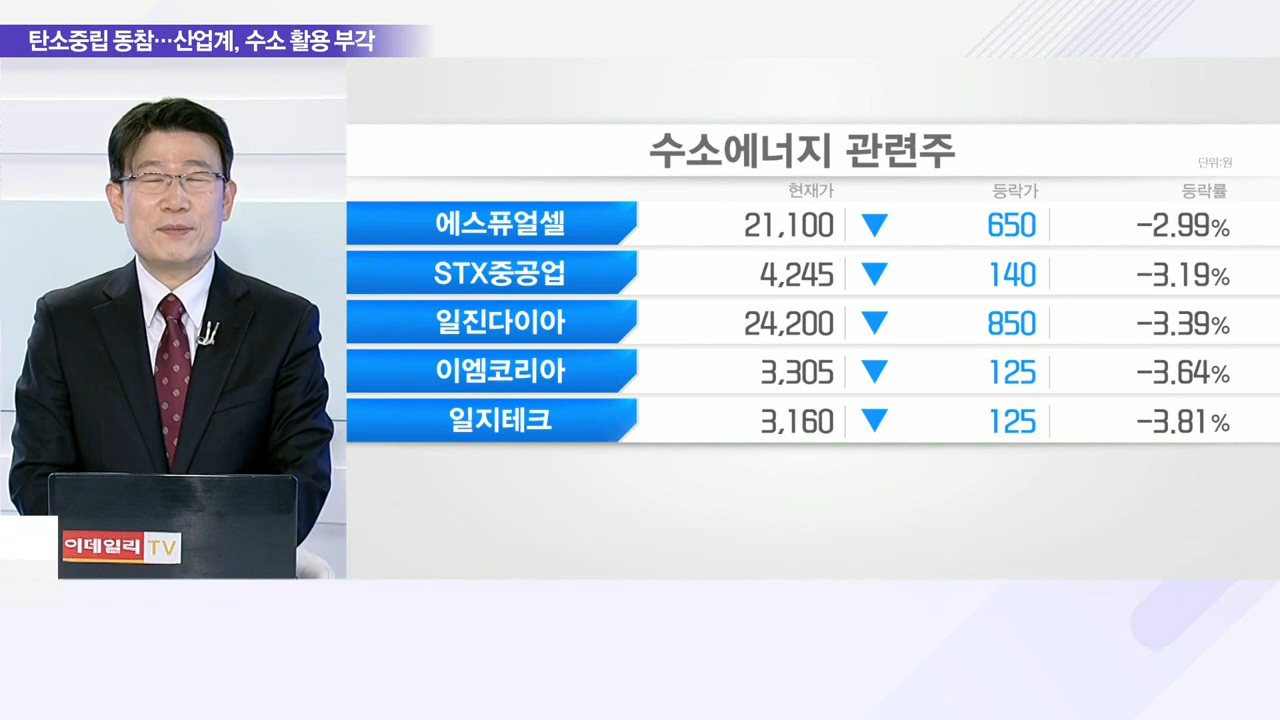 탄소중립 동참…산업계, 수소 활용 부각
수소에너지 관련주
단위:원
현재가 등락가 등락률
에스퓨얼셀 21,100 ▼ 650 -2.99%
STX중공업 4,245 ▼ 140 -3.19%
일진다이아 24,200 ▼ 850 -3.39%
이엠코리아 3,305 ▼ 125 -3.64%
일지테크 3,160 ▼ 125 -3.81%
이데일리 TV